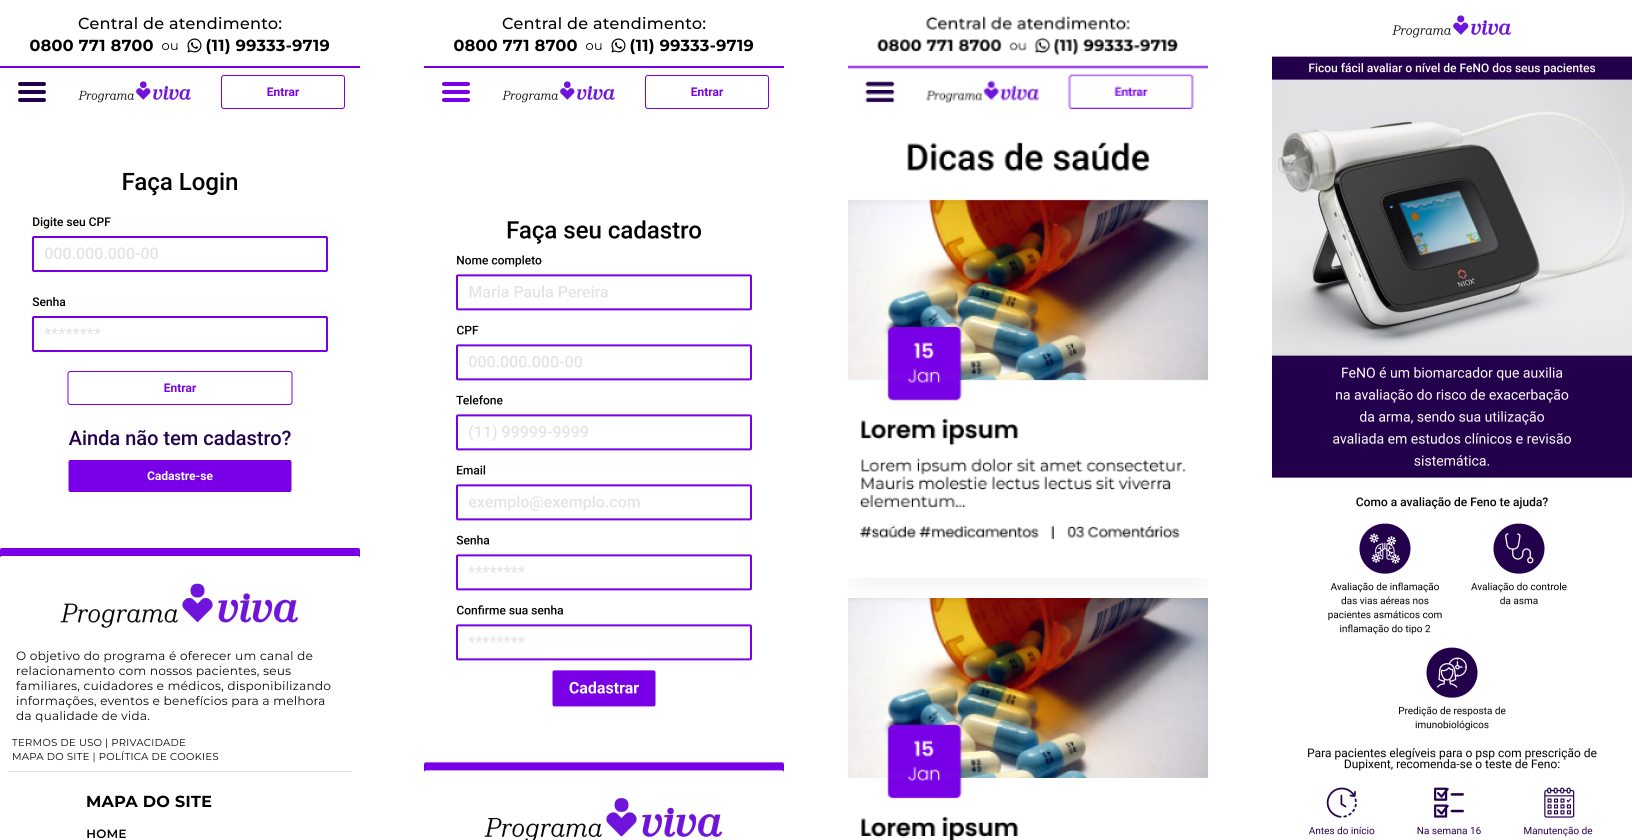 Central de atendimento:
0800 771 8700 ou (11) 99333-9719
Programa viva
Entrar
Faça Login
Digite seu CPF
000.000.000-00
Senha
********
Entrar
Ainda não tem cadastro?
Cadastre-se
Programa viva
O objetivo do programa é oferecer um canal de
relacionamento com nossos pacientes, seus
familiares, cuidadores e médicos, disponibilizando
informações, eventos e benefícios para a melhora
da qualidade de vida.
TERMOS DE USO | PRIVACIDADE
MAPA DO SITE | POLÍTICA DE COOKIES
MAPA DO SITE
HOME
Central de atendimento:
0800 771 8700 ou (11) 99333-9719
Programa viva
Entrar
Faça seu cadastro
Nome completo
Maria Paula Pereira
CPF
000.000.000-00
Telefone
(11) 99999-9999
Email
exemplo@exemplo.com
Senha
********
Confirme sua senha
********
Cadastrar
Programa viva
Central de atendimento:
0800 771 8700 ou (11) 99333-9719
Programa viva
Entrar
Dicas de saúde
15
Jan
Lorem ipsum
Lorem ipsum dolor sit amet consectetur.
Mauris molestie lectus lectus sit viverra
elementum...
#saúde #medicamentos | 03 Comentários
15
Jan
Lorem ipsum
Programa viva
Ficou fácil avaliar o nível de FeNO dos seus pacientes
NIOX
FeNO é um biomarcador que auxilia
na avaliação do risco de exacerbação
da arma, sendo sua utilização
avaliada em estudos clínicos e revisão
sistemática.
Como a avaliação de Feno te ajuda?
Avaliação de inflamação
das vias aéreas nos
pacientes asmáticos com
inflamação do tipo 2
Avaliação do controle
da asma
Predição de resposta de
imunobiológicos
Para pacientes elegíveis para o psp com prescrição de
Dupixent, recomenda-se o teste de Feno:
Antes do início
Na semana 16
Manutenção de